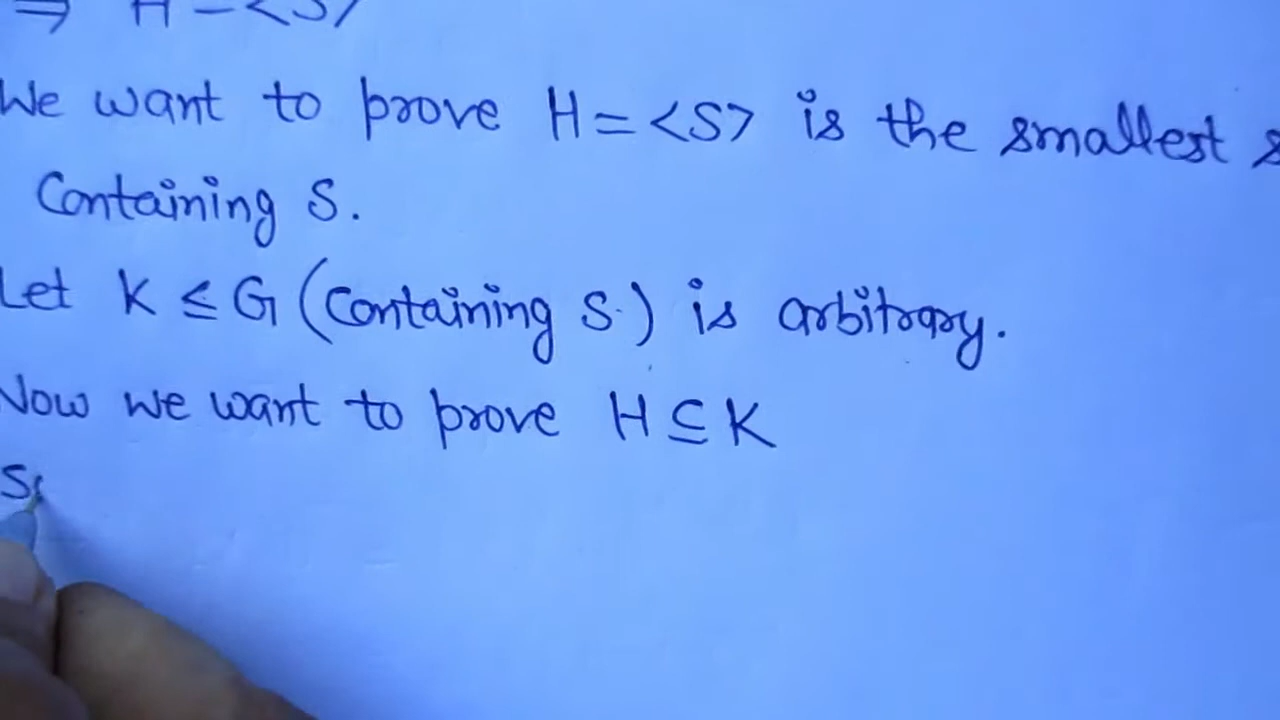 ⇒ H = <S>
We want to prove H = <S> is the smallest
Containing S.
Let K ≤ G (Containing S.) is arbitrary.
Now we want to prove H ⊆ K